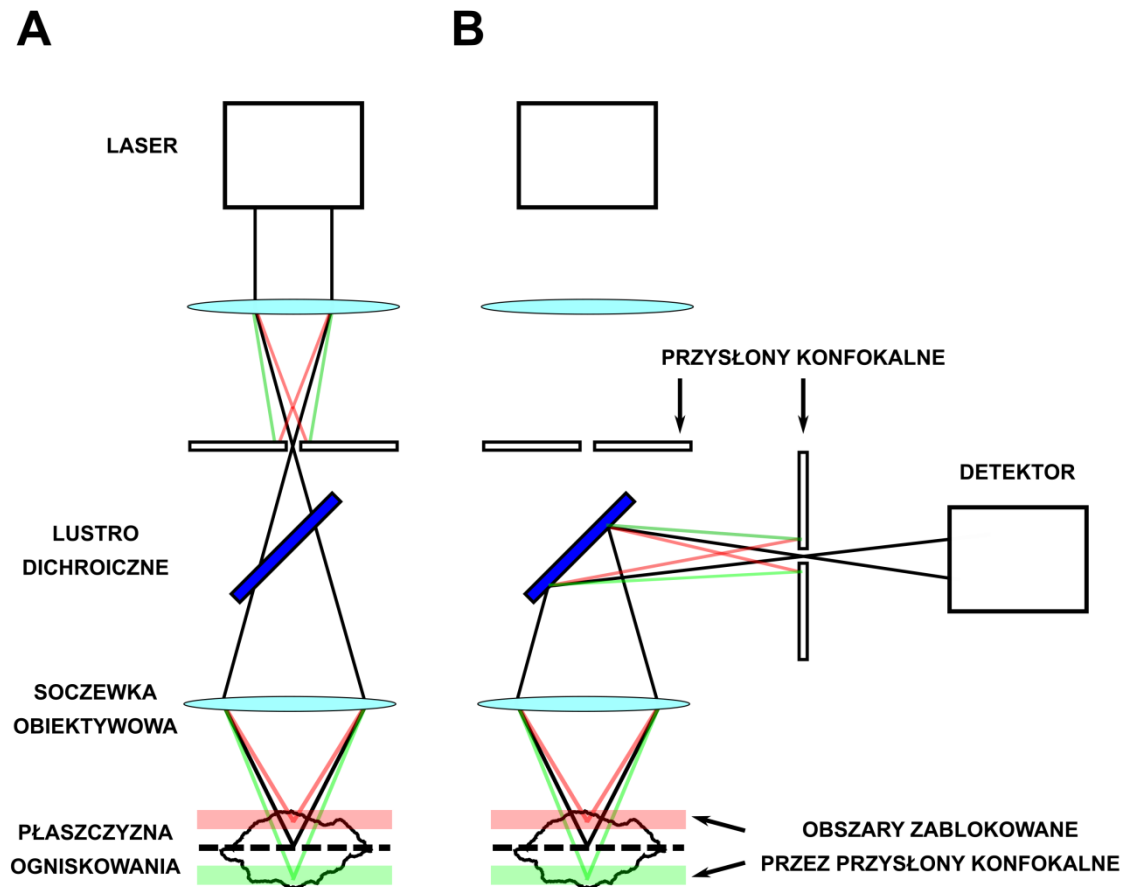 A
B
LASER
PRZYSŁONY KONFOKALNE
DETEKTOR
LUSTRO
DICHROICZNE
SOCZEWKA
OBIEKTYWOWA
PŁASZCZYZNA
OGNISKOWANIA
OBSZARY ZABLOKOWANE
PRZEZ PRZYSŁONY KONFOKALNE